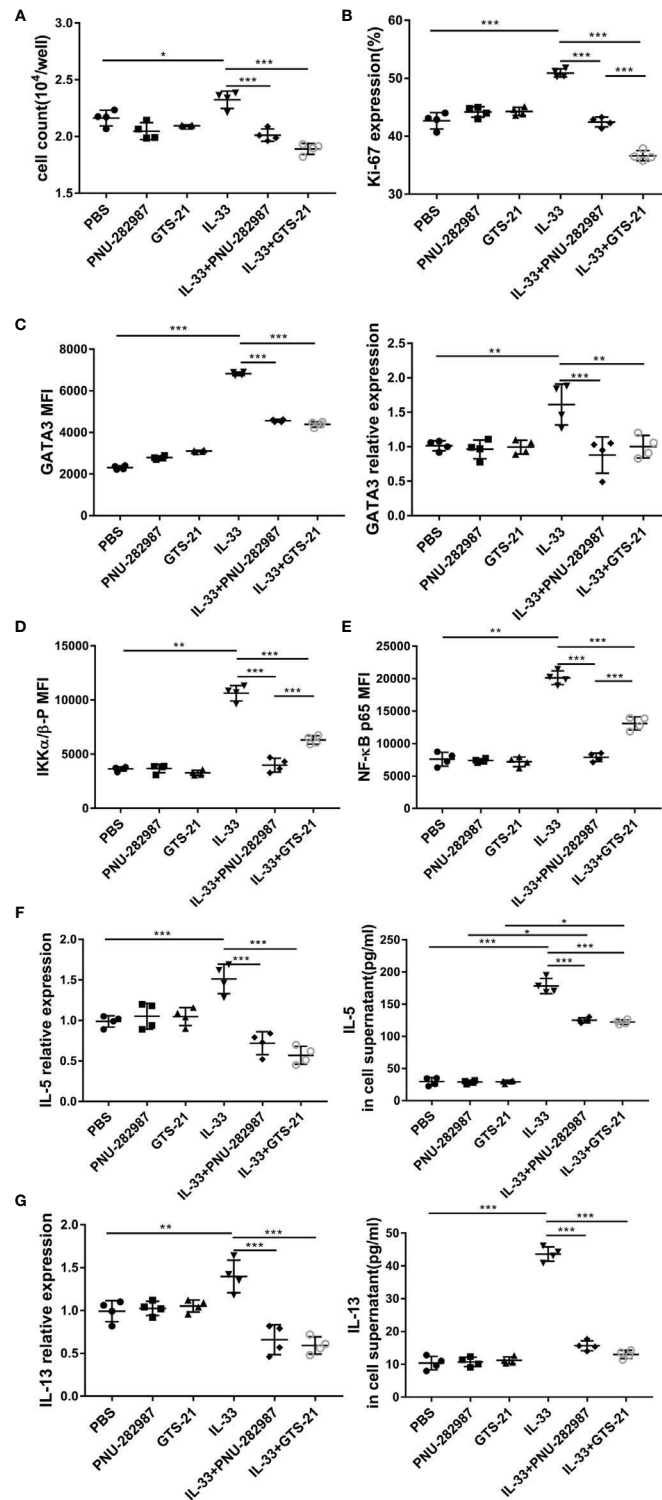 A
cell count(10⁴/well)
2.5
2.0
1.5
*
***
***
PBS
PNU-282987
GTS-21
IL-33
IL-33+PNU-282987
IL-33+GTS-21
B
Ki-67 expression(%)
60
50
40
30
***
***
***
***
PBS
PNU-282987
GTS-21
IL-33
IL-33+PNU-282987
IL-33+GTS-21
C
GATA3 MFI
8000
6000
4000
2000
0
***
***
***
PBS
PNU-282987
GTS-21
IL-33
IL-33+PNU-282987
IL-33+GTS-21
GATA3 relative expression
2.5
2.0
1.5
1.0
0.5
0.0
**
**
***
PBS
PNU-282987
GTS-21
IL-33
IL-33+PNU-282987
IL-33+GTS-21
D
IKKα/β-P MFI
15000
10000
5000
0
**
***
***
***
PBS
PNU-282987
GTS-21
IL-33
IL-33+PNU-282987
IL-33+GTS-21
E
NF-κB p65 MFI
25000
20000
15000
10000
5000
0
**
***
***
***
PBS
PNU-282987
GTS-21
IL-33
IL-33+PNU-282987
IL-33+GTS-21
F
IL-5 relative expression
2.0
1.5
1.0
0.5
0.0
***
***
***
PBS
PNU-282987
GTS-21
IL-33
IL-33+PNU-282987
IL-33+GTS-21
IL-5
in cell supernatant(pg/ml)
250
200
150
100
50
0
*
*
***
***
***
PBS
PNU-282987
GTS-21
IL-33
IL-33+PNU-282987
IL-33+GTS-21
G
IL-13 relative expression
2.0
1.5
1.0
0.5
0.0
**
***
***
PBS
PNU-282987
GTS-21
IL-33
IL-33+PNU-282987
IL-33+GTS-21
IL-13
in cell supernatant(pg/ml)
50
40
30
20
10
0
***
***
***
PBS
PNU-282987
GTS-21
IL-33
IL-33+PNU-282987
IL-33+GTS-21